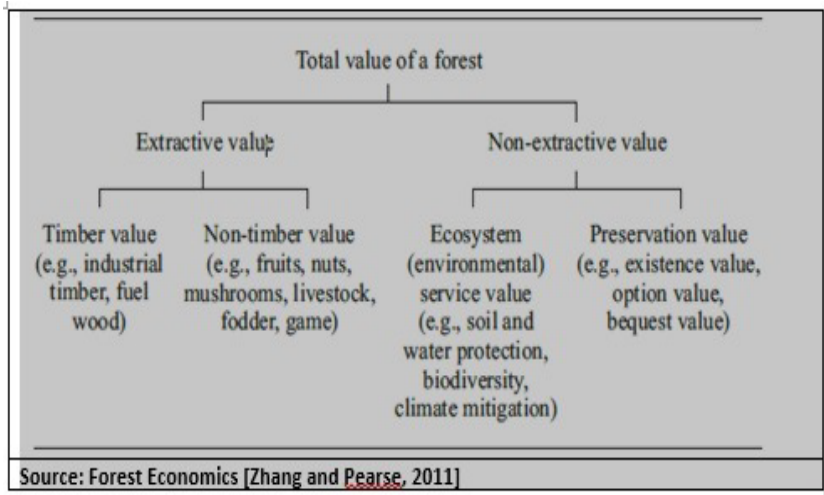 Total value of a forest
Extractive value
Non-extractive value
Timber value
(e.g., industrial
timber, fuel
wood)
Non-timber value
(e.g., fruits, nuts,
mushrooms, livestock,
fodder, game)
Ecosystem
(environmental)
service value
(e.g., soil and
water protection,
biodiversity,
climate mitigation)
Preservation value
(e.g., existence value,
option value,
bequest value)
Source: Forest Economics [Zhang and Pearse, 2011]